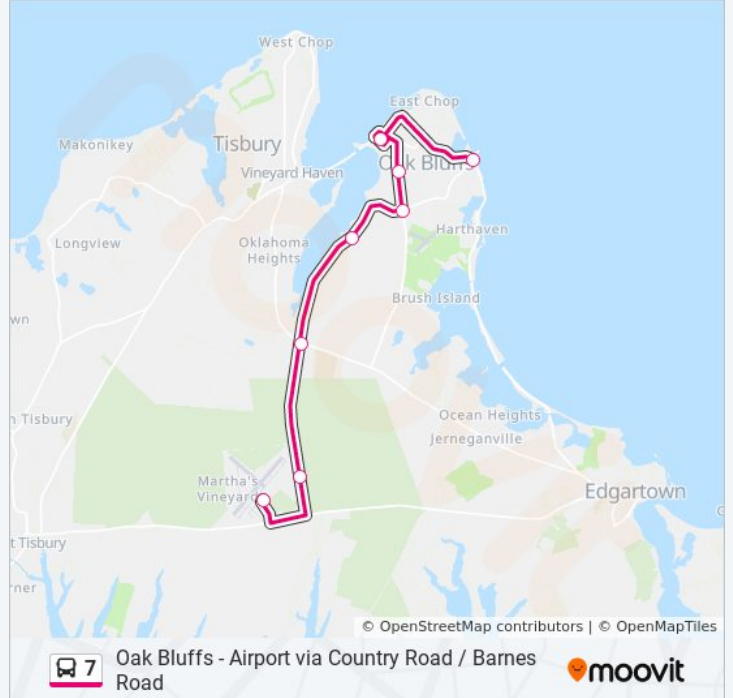 West Chop
East Chop
Makonikey
Tisbury
Vineyard Haven
Oak Bluffs
Longview
Oklahoma
Heights
Harthaven
Brush Island
wn
n Tisbury
Ocean Heights
Jerneganville
Martha's
Vineyard
Edgartown
t Tisbury
rner
© OpenStreetMap contributors | © OpenMapTiles
7
Oak Bluffs - Airport via Country Road / Barnes
Road
moovit